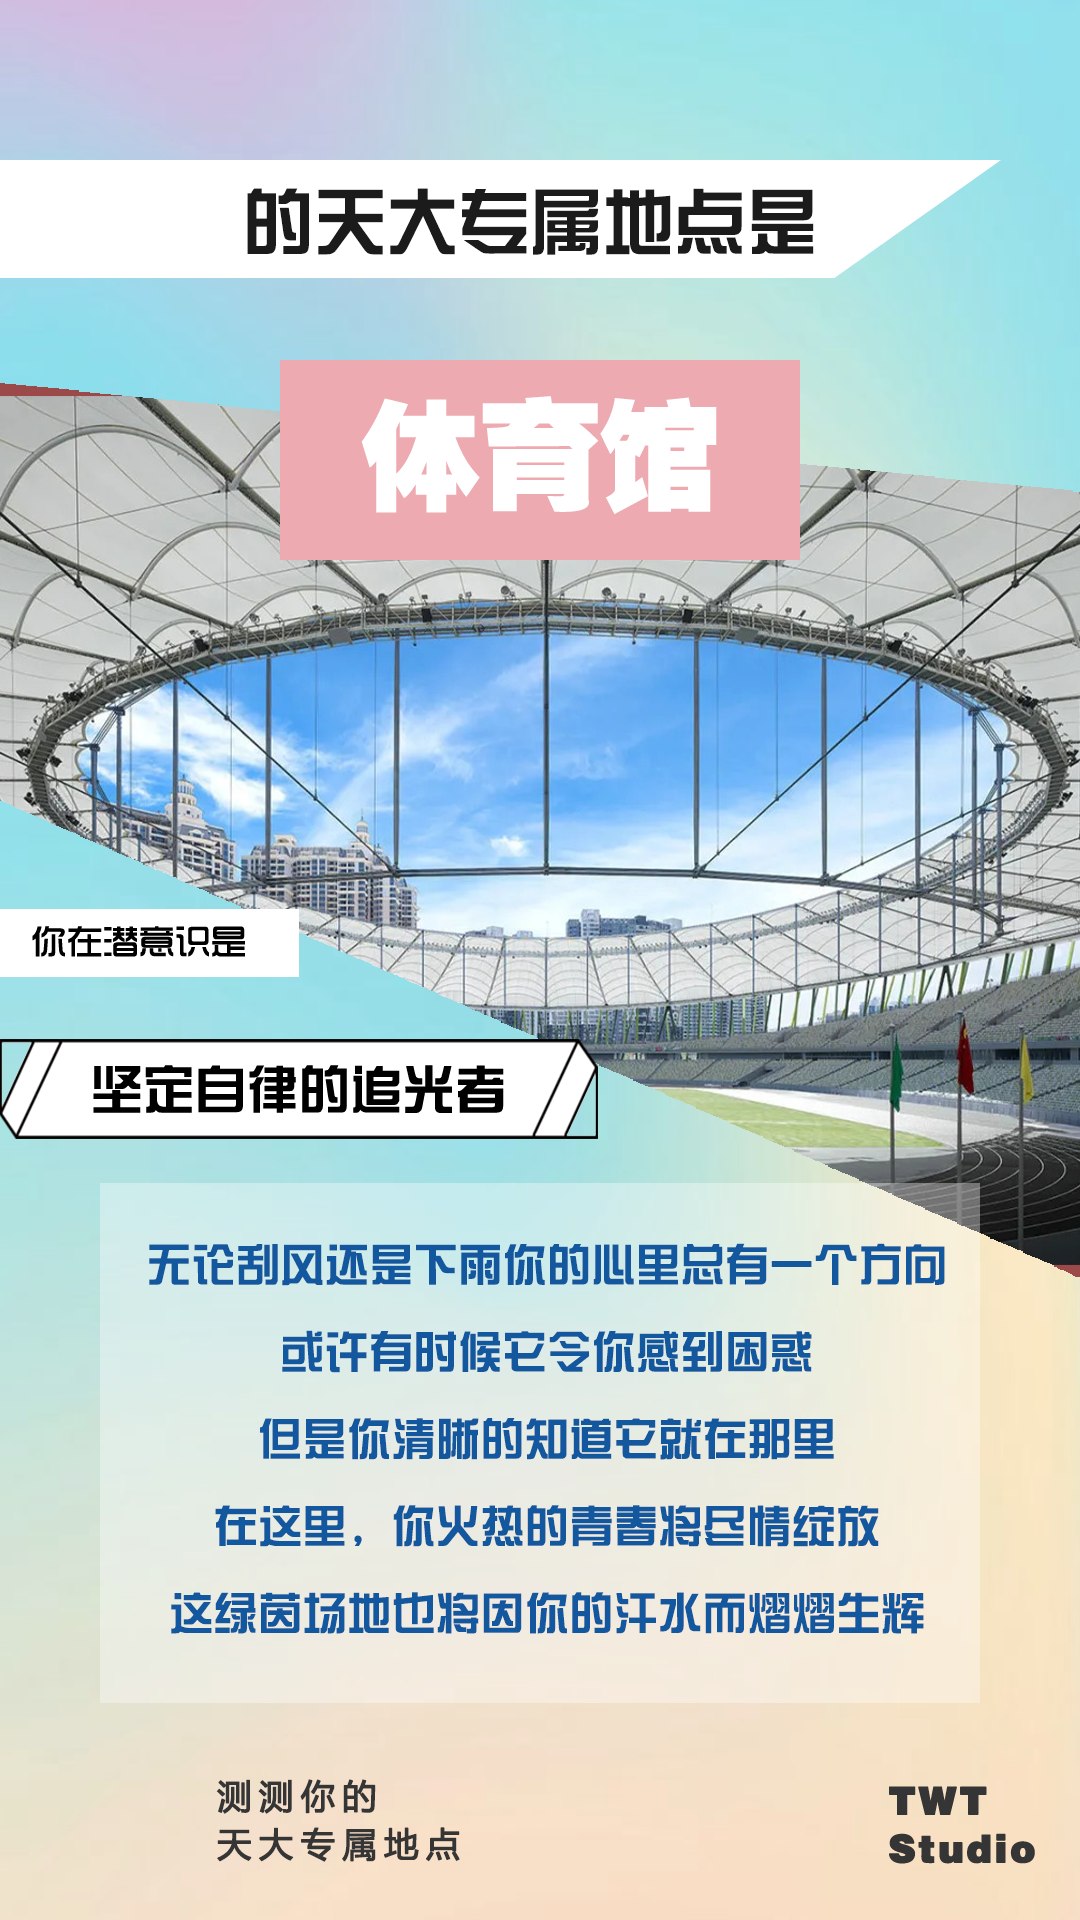 的天大专属地点是
体育馆
你在潜意识是
坚定自律的追光者
无论刮风还是下雨你的心里总有一个方向
或许有时候它令你感到困惑
但是你清晰的知道它就在那里
在这里，你火热的青春将尽情绽放
这绿茵场地也将因你的汗水而熠熠生辉
测测你的
天大专属地点
TWT
Studio